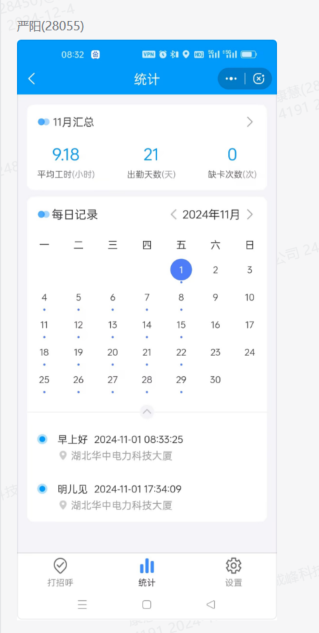 严阳(28055)
08:32
统计
11月汇总
9.18 21 0
平均工时(小时) 出勤天数(天) 缺卡次数(次)
每日记录 2024年11月
一 二 三 四 五 六 日
1 2 3
4 5 6 7 8 9 10
11 12 13 14 15 16 17
18 19 20 21 22 23 24
25 26 27 28 29 30
早上好 2024-11-01 08:33:25
湖北华中电力科技大厦
明儿见 2024-11-01 17:34:09
湖北华中电力科技大厦
打招呼 统计 设置